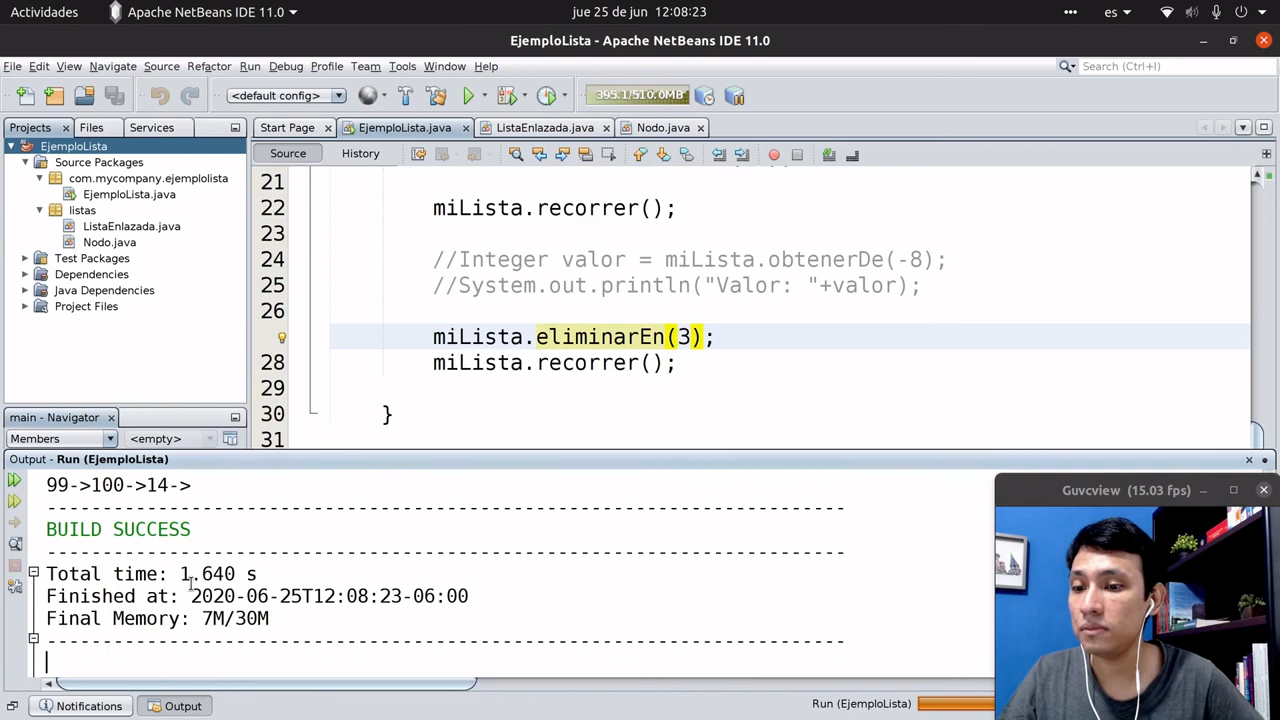 Actividades
Apache NetBeans IDE 11.0
jue 25 de jun 12:08:23
es
EjemploLista - Apache NetBeans IDE 11.0
File Edit View Navigate Source Refactor Run Debug Profile Team Tools Window Help
Search (Ctrl+I)
<default config>
395.1/510.0MB
Projects
Files
Services
Start Page
EjemploLista.java
ListaEnlazada.java
Nodo.java
EjemploLista
Source Packages
com.mycompany.ejemplolista
EjemploLista.java
listas
ListaEnlazada.java
Nodo.java
Test Packages
Dependencies
Java Dependencies
Project Files
Source
History
21
22 miLista.recorrer();
23
24 //Integer valor = miLista.obtenerDe(-8);
25 //System.out.println("Valor: "+valor);
26
miLista.eliminarEn(3);
28 miLista.recorrer();
29
30 }
31
main - Navigator
Members
<empty>
Output - Run (EjemploLista)
99->100->14->
------------------------------------------------------------------------
BUILD SUCCESS
------------------------------------------------------------------------
Total time: 1.640 s
Finished at: 2020-06-25T12:08:23-06:00
Final Memory: 7M/30M
------------------------------------------------------------------------
Guvcview (15.03 fps)
Notifications
Output
Run (EjemploLista)